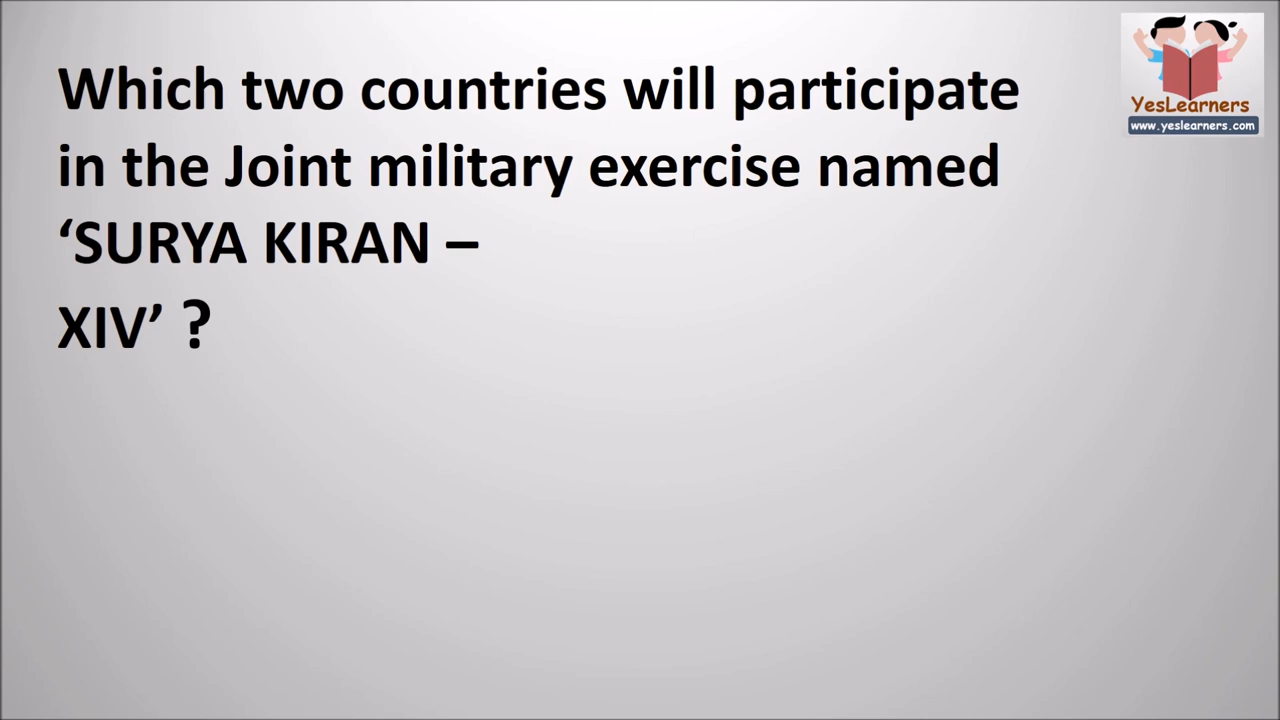 Which two countries will participate
in the Joint military exercise named
‘SURYA KIRAN –
XIV’ ?
YesLearners
www.yeslearners.com